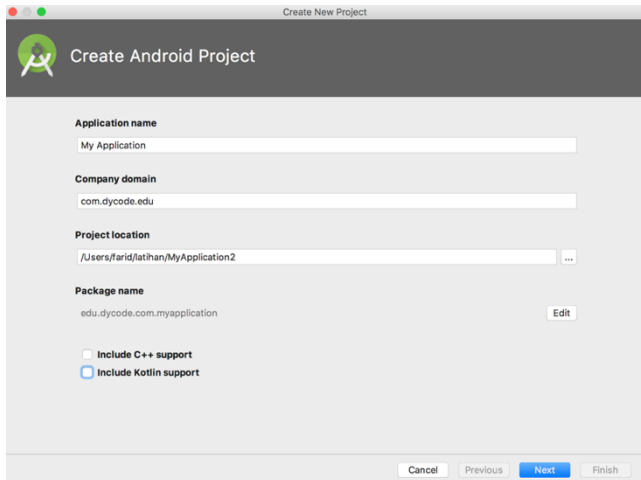 Create New Project
Create Android Project
Application name
My Application
Company domain
com.dycode.edu
Project location
/Users/farid/latihan/MyApplication2
...
Package name
edu.dycode.com.myapplication
Edit
Include C++ support
Include Kotlin support
Cancel Previous Next Finish